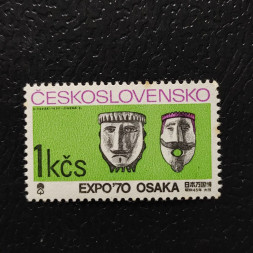 ČESKOSLOVENSKO
1kčs
EXPO'70 OSAKA
日本万国博